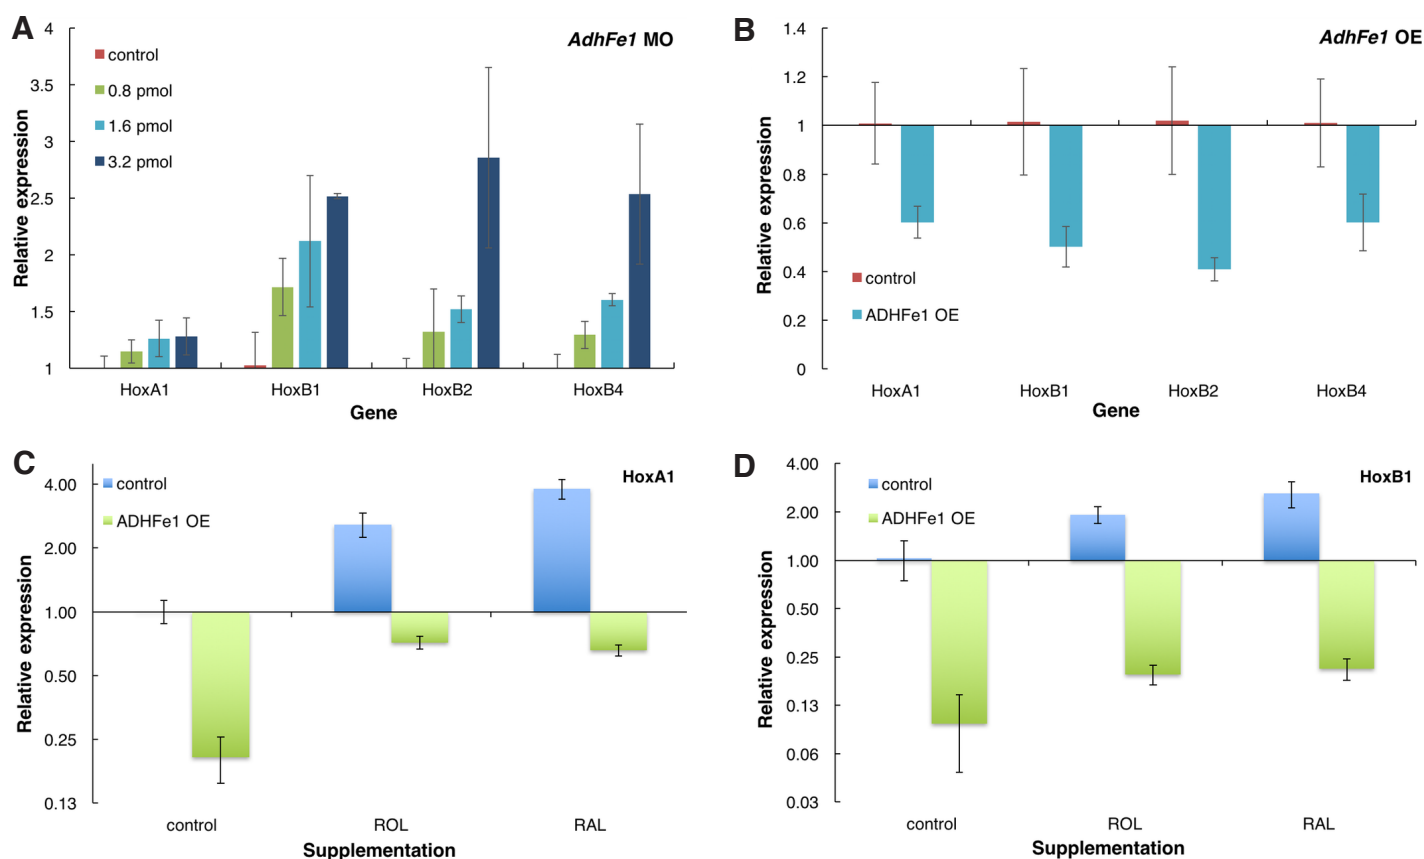 A
AdhFe1 MO
Relative expression
4
3.5
3
2.5
2
1.5
1
control
0.8 pmol
1.6 pmol
3.2 pmol
HoxA1
HoxB1
HoxB2
HoxB4
Gene
B
AdhFe1 OE
Relative expression
1.4
1.2
1
0.8
0.6
0.4
0.2
0
control
ADHFe1 OE
HoxA1
HoxB1
HoxB2
HoxB4
Gene
C
HoxA1
Relative expression
4.00
2.00
1.00
0.50
0.25
0.13
control
ADHFe1 OE
control
ROL
RAL
Supplementation
D
HoxB1
Relative expression
4.00
2.00
1.00
0.50
0.25
0.13
0.06
0.03
control
ADHFe1 OE
control
ROL
RAL
Supplementation